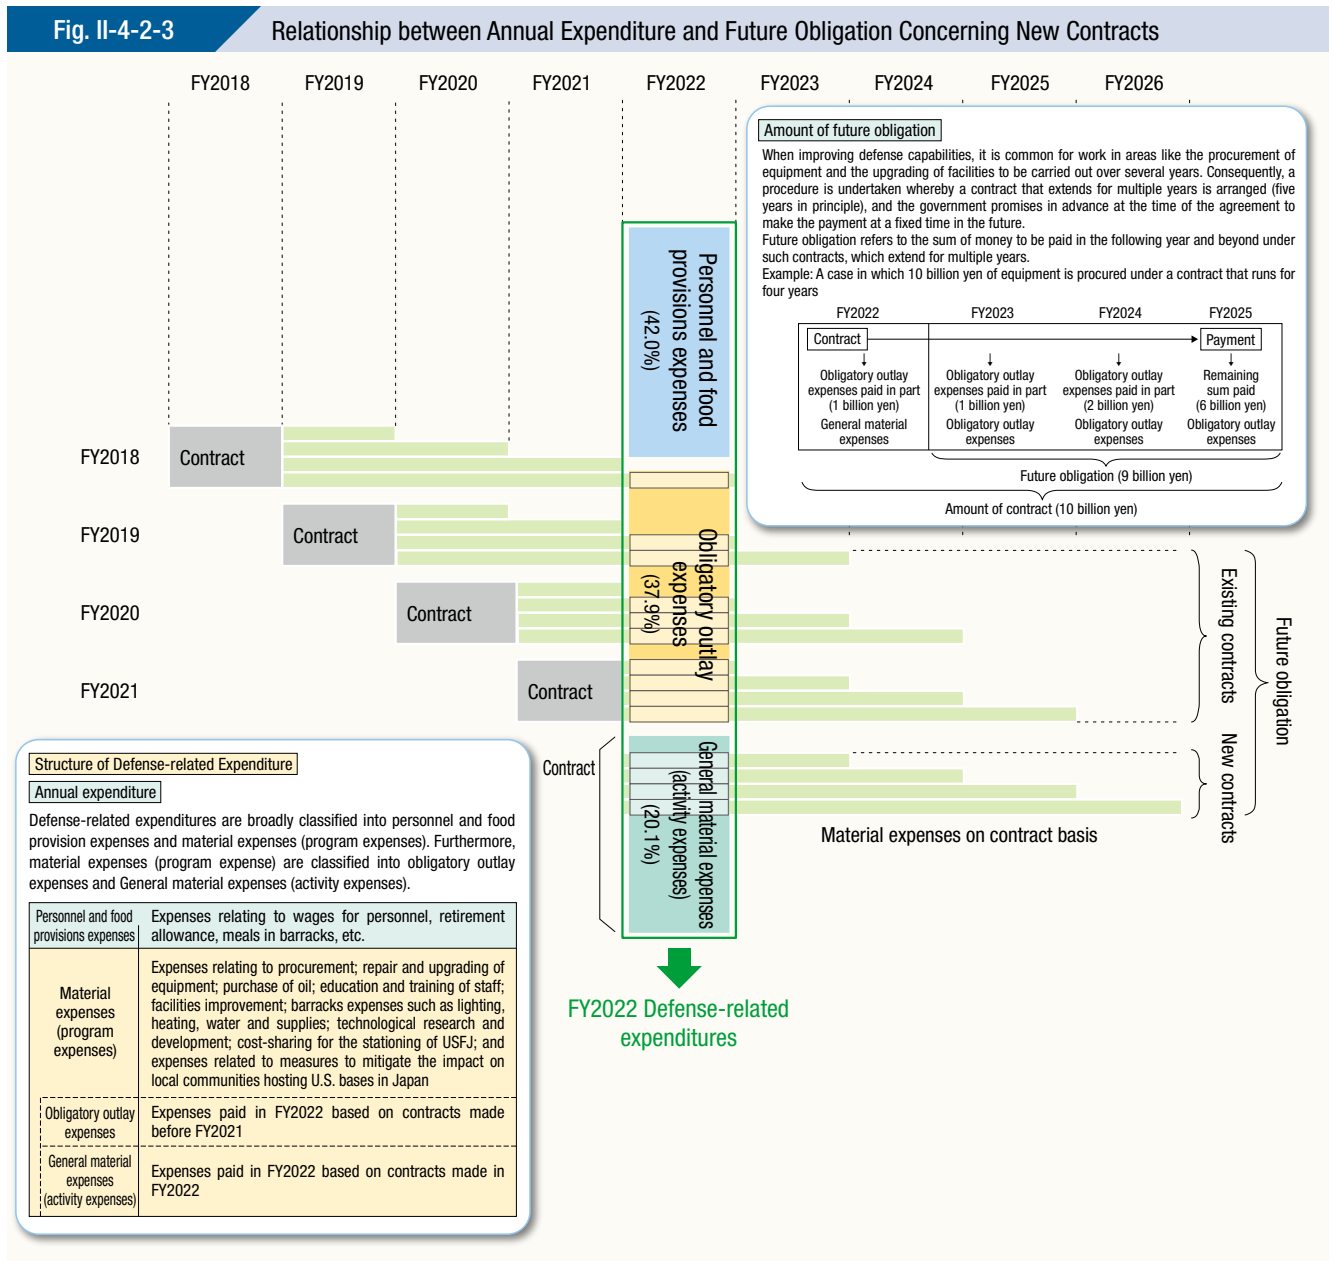 Fig. II-4-2-3
Relationship between Annual Expenditure and Future Obligation Concerning New Contracts
FY2018 FY2019 FY2020 FY2021 FY2022 FY2023 FY2024 FY2025 FY2026
Amount of future obligation
When improving defense capabilities, it is common for work in areas like the procurement of
equipment and the upgrading of facilities to be carried out over several years. Consequently, a
procedure is undertaken whereby a contract that extends for multiple years is arranged (five
years in principle), and the government promises in advance at the time of the agreement to
make the payment at a fixed time in the future.
Future obligation refers to the sum of money to be paid in the following year and beyond under
such contracts, which extend for multiple years.
Example: A case in which 10 billion yen of equipment is procured under a contract that runs for
four years
FY2022 FY2023 FY2024 FY2025
Contract Payment
Obligatory outlay
expenses paid in part
(1 billion yen)
General material
expenses
Obligatory outlay
expenses paid in part
(1 billion yen)
Obligatory outlay
expenses
Obligatory outlay
expenses paid in part
(2 billion yen)
Obligatory outlay
expenses
Remaining
sum paid
(6 billion yen)
Obligatory outlay
expenses
Future obligation (9 billion yen)
Amount of contract (10 billion yen)
Personnel and food
provisions expenses
(42.0%)
FY2018
Contract
FY2019
Contract
Obligatory outlay
expenses
(37.9%)
FY2020
Contract
FY2021
Contract
Existing contracts
Future obligation
New contracts
Contract
General material expenses
(activity expenses)
(20.1%)
Material expenses on contract basis
FY2022 Defense-related
expenditures
Structure of Defense-related Expenditure
Annual expenditure
Defense-related expenditures are broadly classified into personnel and food
provision expenses and material expenses (program expenses). Furthermore,
material expenses (program expense) are classified into obligatory outlay
expenses and General material expenses (activity expenses).
Personnel and food
provisions expenses
Expenses relating to wages for personnel, retirement
allowance, meals in barracks, etc.
Material
expenses
(program
expenses)
Expenses relating to procurement; repair and upgrading of
equipment; purchase of oil; education and training of staff;
facilities improvement; barracks expenses such as lighting,
heating, water and supplies; technological research and
development; cost-sharing for the stationing of USFJ; and
expenses related to measures to mitigate the impact on
local communities hosting U.S. bases in Japan
Obligatory outlay
expenses
Expenses paid in FY2022 based on contracts made
before FY2021
General material
expenses
(activity expenses)
Expenses paid in FY2022 based on contracts made in
FY2022